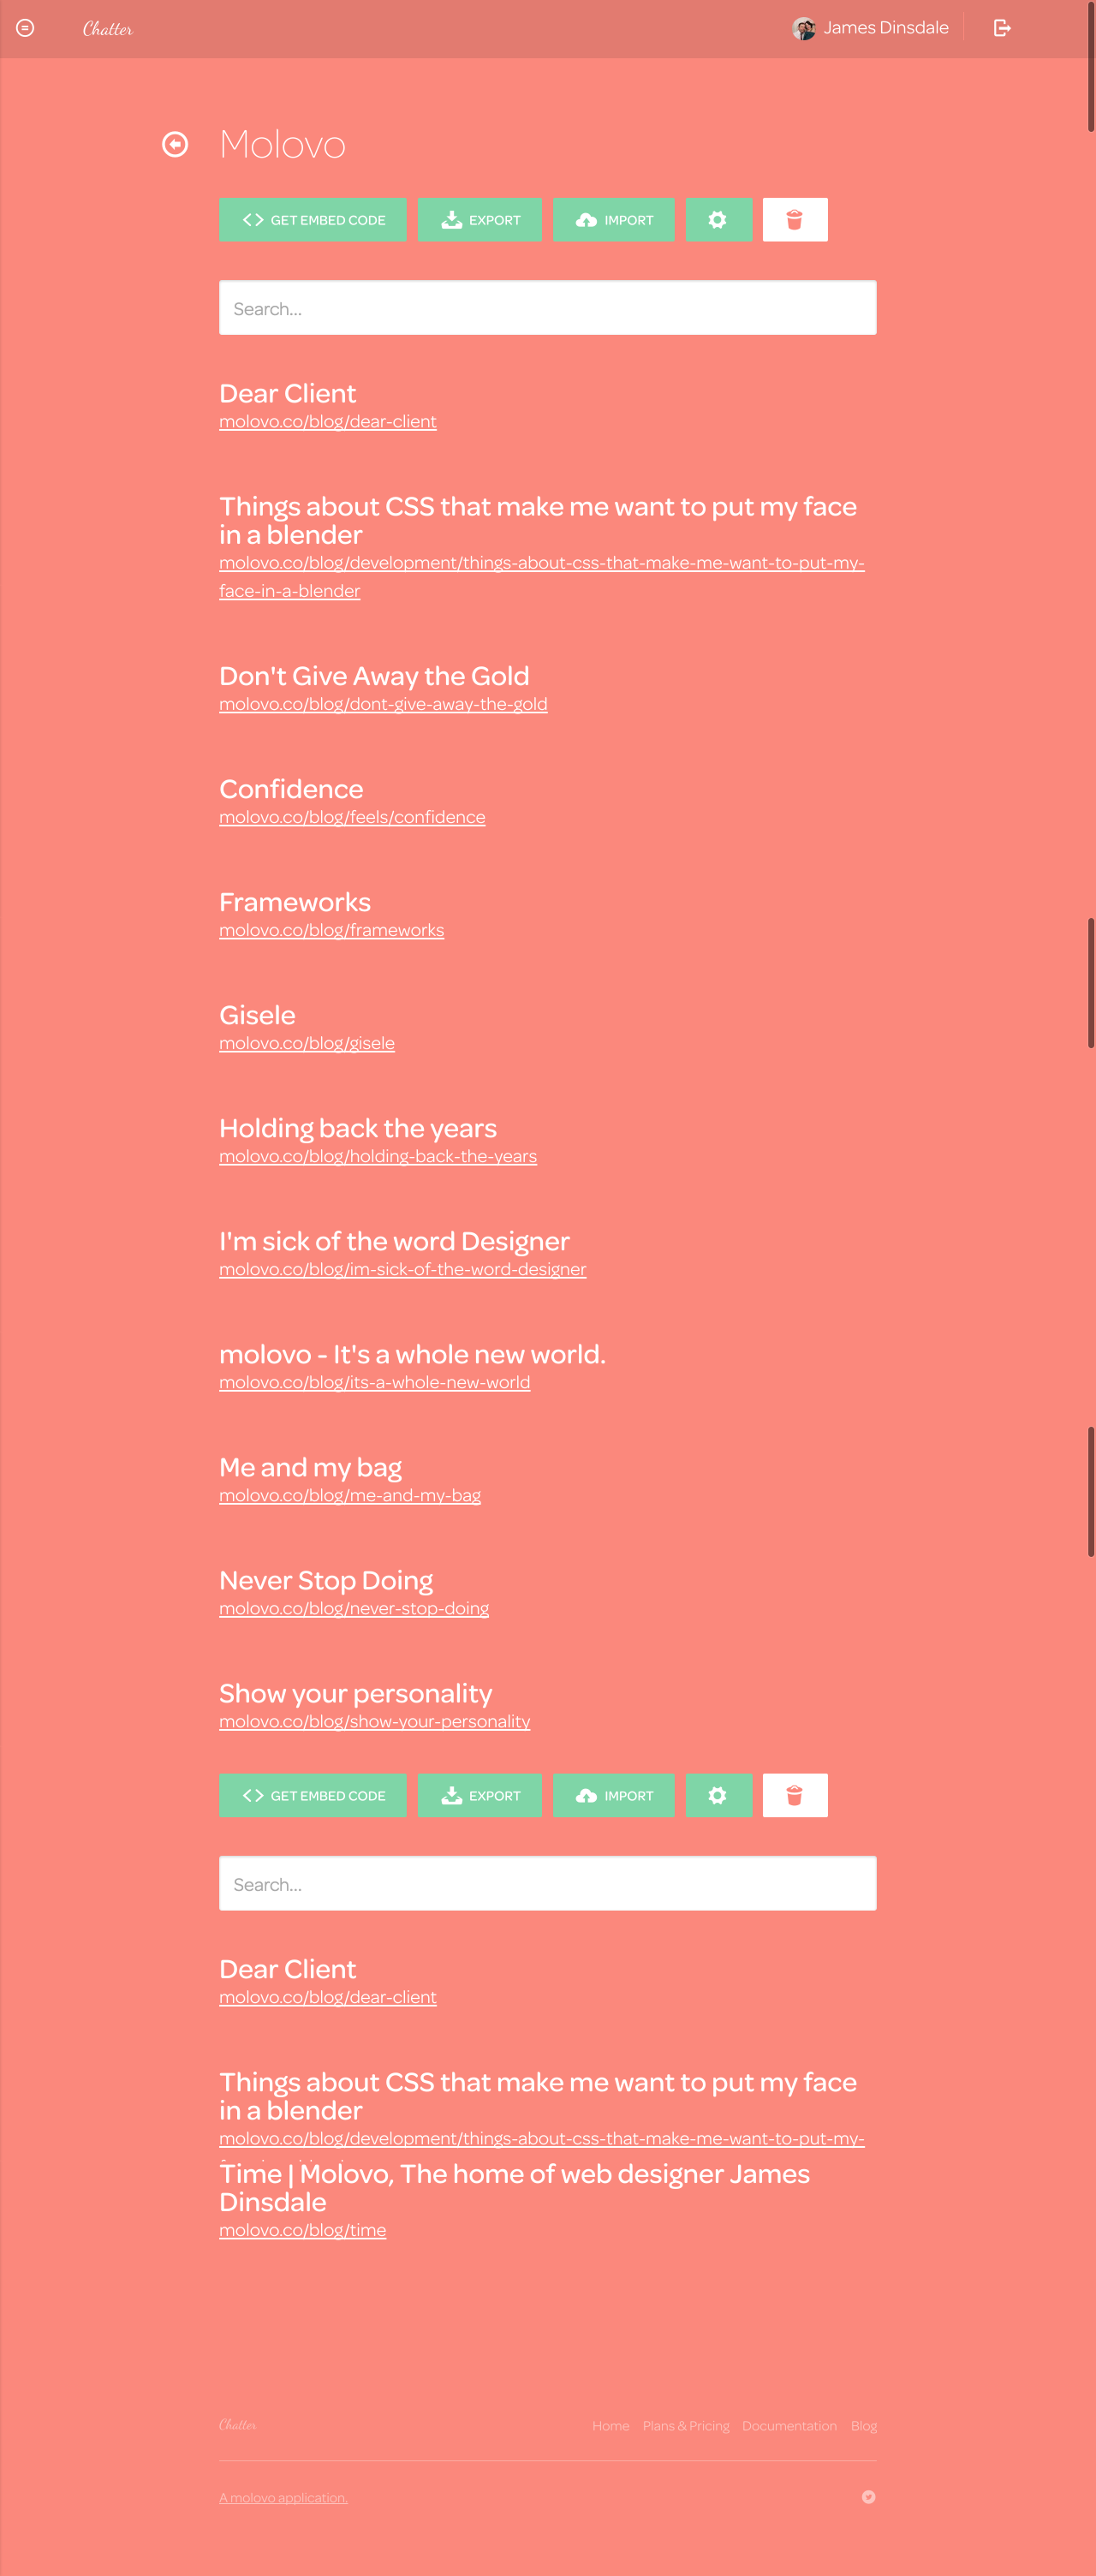 Chatter
James Dinsdale
Molovo
GET EMBED CODE
EXPORT
IMPORT
Search...
Dear Client
molovo.co/blog/dear-client
Things about CSS that make me want to put my face
in a blender
molovo.co/blog/development/things-about-css-that-make-me-want-to-put-my-
face-in-a-blender
Don't Give Away the Gold
molovo.co/blog/dont-give-away-the-gold
Confidence
molovo.co/blog/feels/confidence
Frameworks
molovo.co/blog/frameworks
Gisele
molovo.co/blog/gisele
Holding back the years
molovo.co/blog/holding-back-the-years
I'm sick of the word Designer
molovo.co/blog/im-sick-of-the-word-designer
molovo - It's a whole new world.
molovo.co/blog/its-a-whole-new-world
Me and my bag
molovo.co/blog/me-and-my-bag
Never Stop Doing
molovo.co/blog/never-stop-doing
Show your personality
molovo.co/blog/show-your-personality
GET EMBED CODE
EXPORT
IMPORT
Search...
Dear Client
molovo.co/blog/dear-client
Things about CSS that make me want to put my face
in a blender
molovo.co/blog/development/things-about-css-that-make-me-want-to-put-my-
Time | Molovo, The home of web designer James
Dinsdale
molovo.co/blog/time
Chatter
Home
Plans & Pricing
Documentation
Blog
A molovo application.